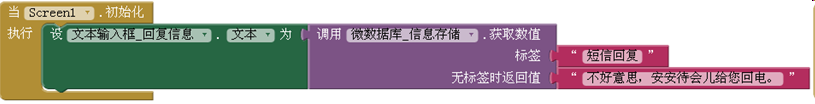 当 Screen1 .初始化
执行 设 文本输入框_回复信息 . 文本 为 调用 微数据库_信息存储 .获取数值
标签 “ 短信回复 ”
无标签时返回值 “ 不好意思，安安待会儿给您回电。 ”